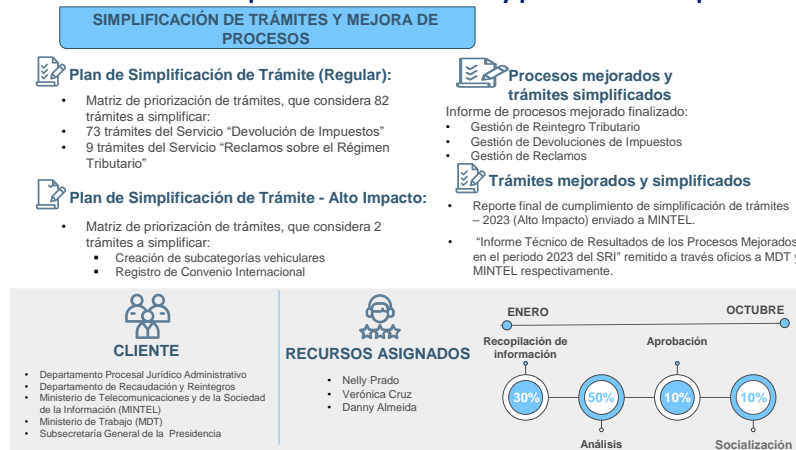 SIMPLIFICACIÓN DE TRÁMITES Y MEJORA DE
PROCESOS
Plan de Simplificación de Trámite (Regular):
• Matriz de priorización de trámites, que considera 82
trámites a simplificar:
• 73 trámites del Servicio “Devolución de Impuestos”
• 9 trámites del Servicio “Reclamos sobre el Régimen
Tributario”
Plan de Simplificación de Trámite - Alto Impacto:
• Matriz de priorización de trámites, que considera 2
trámites a simplificar:
▪ Creación de subcategorías vehiculares
▪ Registro de Convenio Internacional
Procesos mejorados y
trámites simplificados
Informe de procesos mejorado finalizado:
• Gestión de Reintegro Tributario
• Gestión de Devoluciones de Impuestos
• Gestión de Reclamos
Trámites mejorados y simplificados
• Reporte final de cumplimiento de simplificación de trámites
– 2023 (Alto Impacto) enviado a MINTEL.
• “Informe Técnico de Resultados de los Procesos Mejorados
en el periodo 2023 del SRI” remitido a través oficios a MDT y
MINTEL respectivamente.
CLIENTE
• Departamento Procesal Jurídico Administrativo
• Departamento de Recaudación y Reintegros
• Ministerio de Telecomunicaciones y de la Sociedad
de la Información (MINTEL)
• Ministerio de Trabajo (MDT)
• Subsecretaría General de la Presidencia
RECURSOS ASIGNADOS
• Nelly Prado
• Verónica Cruz
• Danny Almeida
ENERO
OCTUBRE
Recopilación de
información
Aprobación
30%
50%
10%
10%
Análisis
Socialización